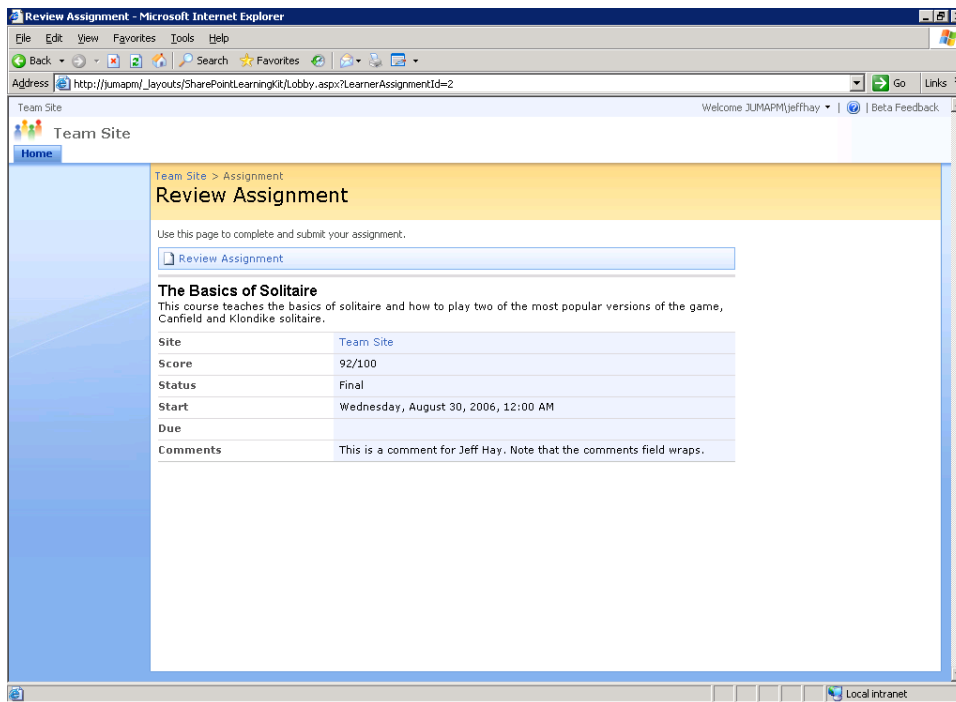 Review Assignment - Microsoft Internet Explorer
File Edit View Favorites Tools Help
Back Search Favorites
Address http://jumapm/_layouts/SharePointLearningKit/Lobby.aspx?LearnerAssignmentId=2 Go Links
Team Site Welcome JUMAPM\jeffhay | Beta Feedback
Team Site
Home
Team Site > Assignment
Review Assignment
Use this page to complete and submit your assignment.
Review Assignment
The Basics of Solitaire
This course teaches the basics of solitaire and how to play two of the most popular versions of the game,
Canfield and Klondike solitaire.
Site Team Site
Score 92/100
Status Final
Start Wednesday, August 30, 2006, 12:00 AM
Due
Comments This is a comment for Jeff Hay. Note that the comments field wraps.
Local intranet